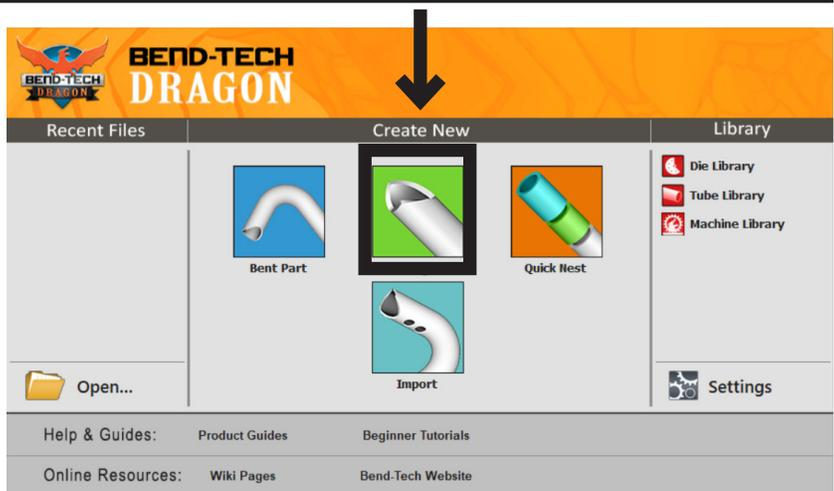 BEND-TECH
DRAGON
BEND-TECH
DRAGON
Recent Files
Create New
Library
Die Library
Tube Library
Machine Library
Bent Part
Quick Nest
Import
Open...
Settings
Help & Guides: Product Guides Beginner Tutorials
Online Resources: Wiki Pages Bend-Tech Website